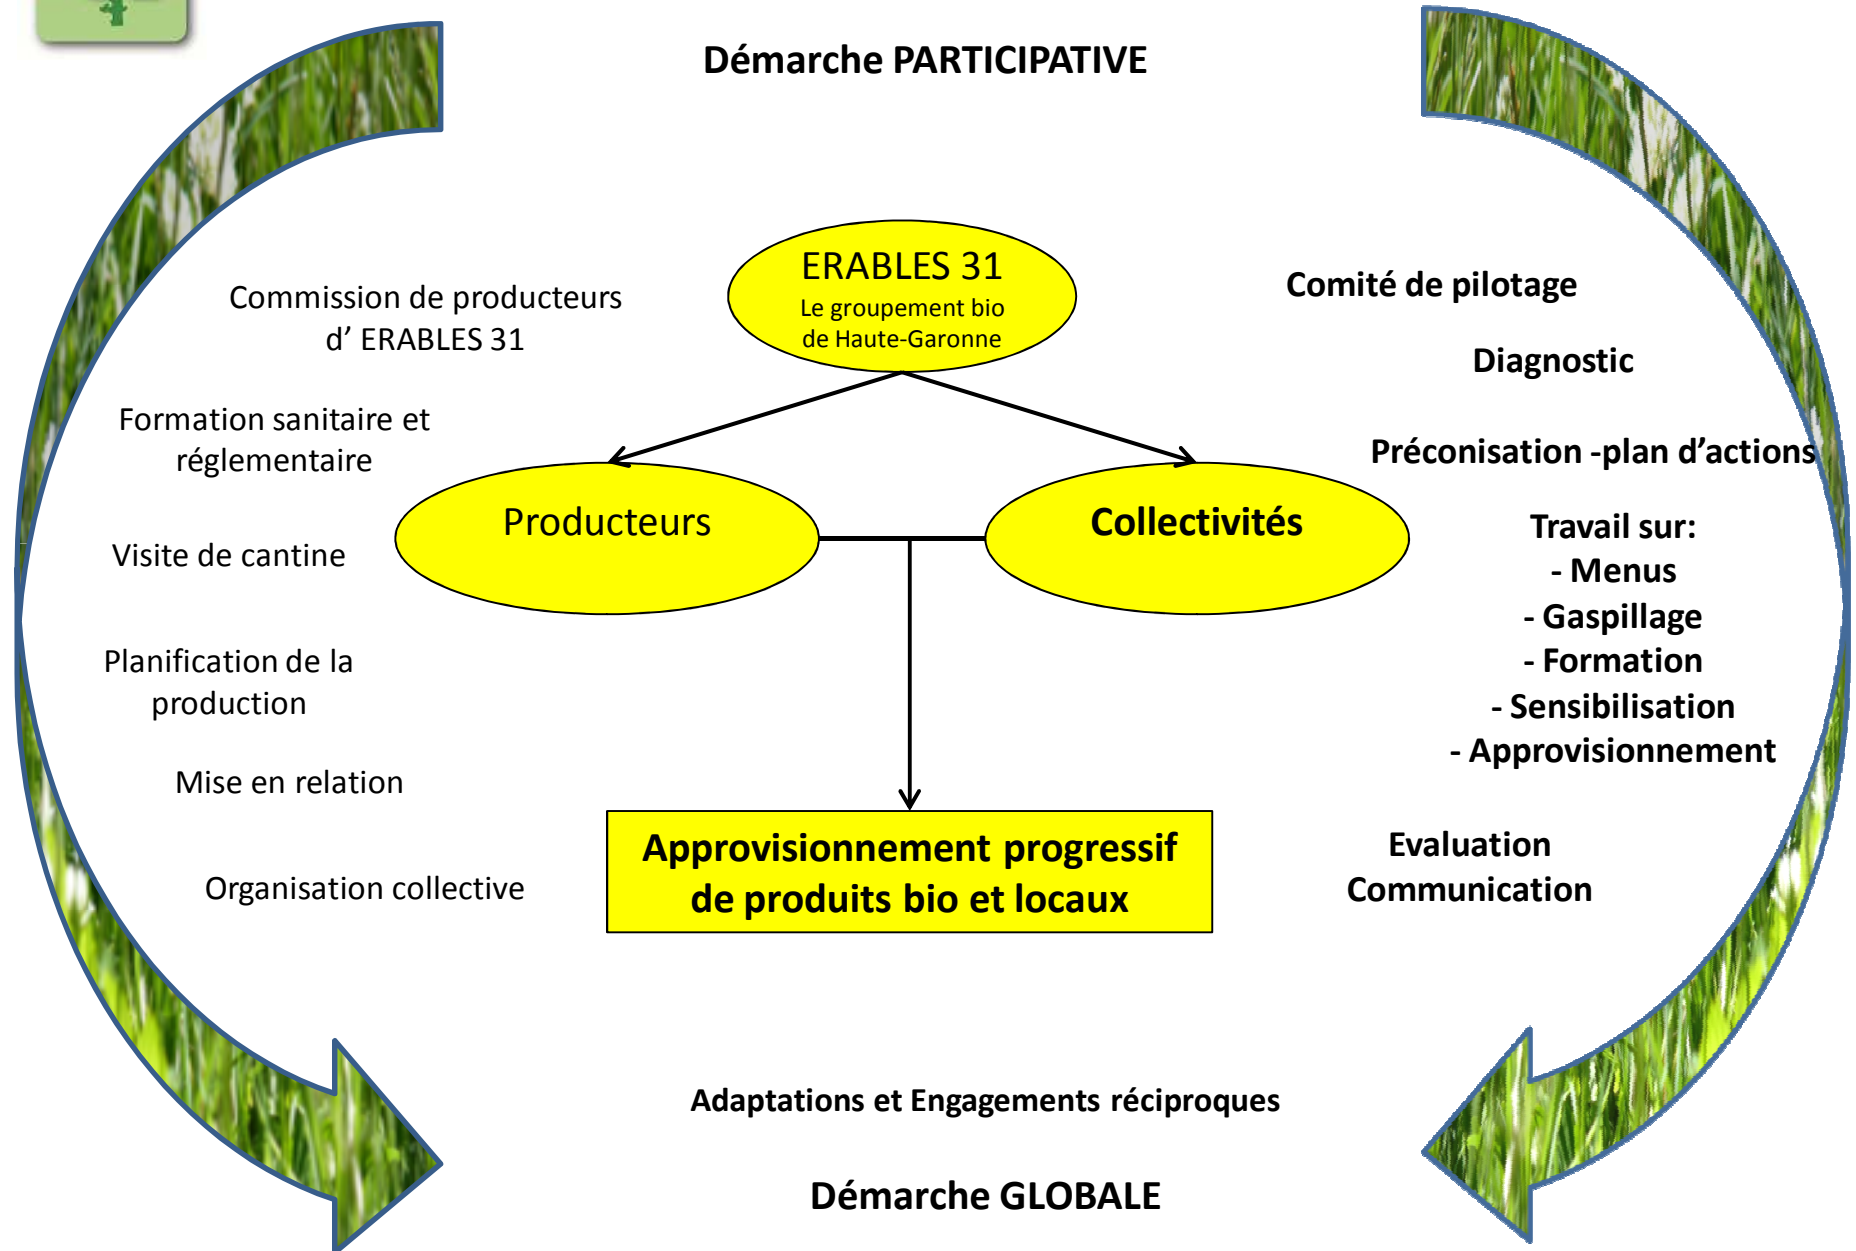 Démarche PARTICIPATIVE
ERABLES 31
Le groupement bio
de Haute-Garonne
Commission de producteurs
d' ERABLES 31
Formation sanitaire et
réglementaire
Visite de cantine
Planification de la
production
Mise en relation
Organisation collective
Producteurs
Collectivités
Comité de pilotage
Diagnostic
Préconisation -plan d'actions
Travail sur:
- Menus
- Gaspillage
- Formation
- Sensibilisation
- Approvisionnement
Evaluation
Communication
Approvisionnement progressif
de produits bio et locaux
Adaptations et Engagements réciproques
Démarche GLOBALE